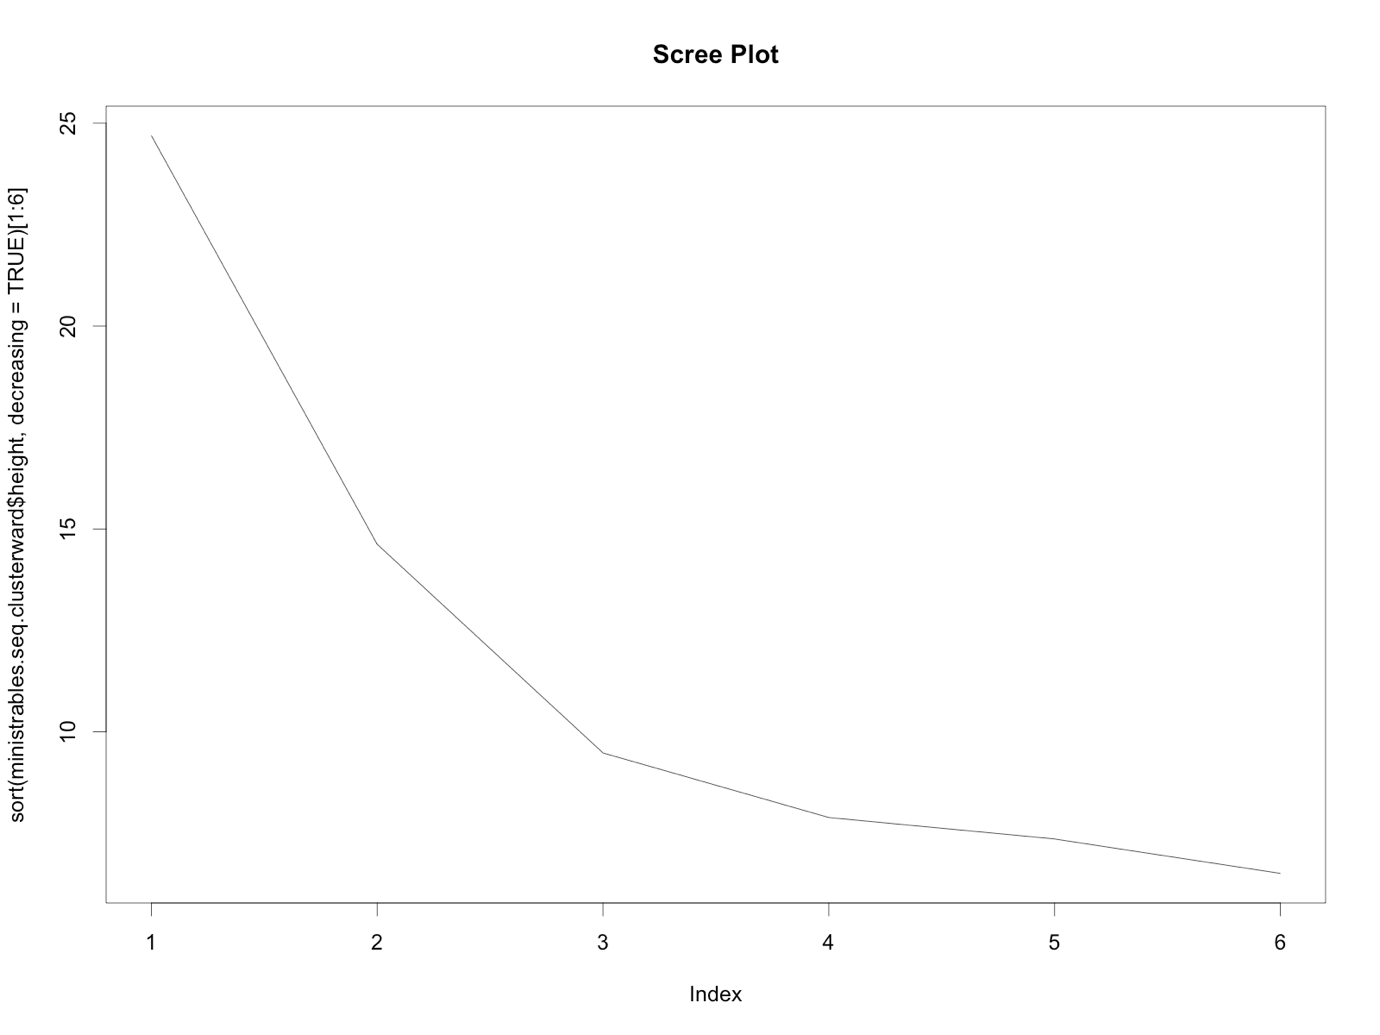 Scree Plot
sort(ministrables.seq.clusterward$height, decreasing = TRUE)[1:6]
25
20
15
10
1 2 3 4 5 6
Index